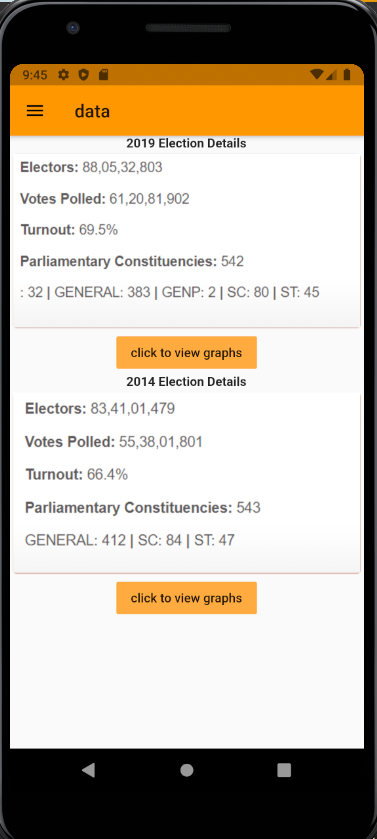 9:45
data
2019 Election Details
Electors: 88,05,32,803
Votes Polled: 61,20,81,902
Turnout: 69.5%
Parliamentary Constituencies: 542
: 32 | GENERAL: 383 | GENP: 2 | SC: 80 | ST: 45
click to view graphs
2014 Election Details
Electors: 83,41,01,479
Votes Polled: 55,38,01,801
Turnout: 66.4%
Parliamentary Constituencies: 543
GENERAL: 412 | SC: 84 | ST: 47
click to view graphs